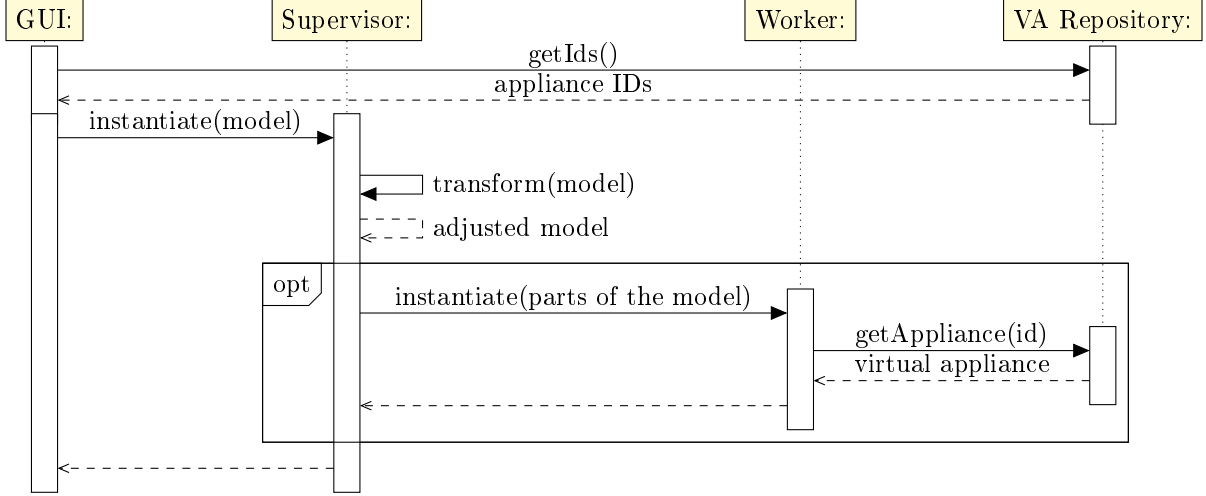 GUI:
Supervisor:
Worker:
VA Repository:
getIds()
appliance IDs
instantiate(model)
transform(model)
adjusted model
opt
instantiate(parts of the model)
getAppliance(id)
virtual appliance